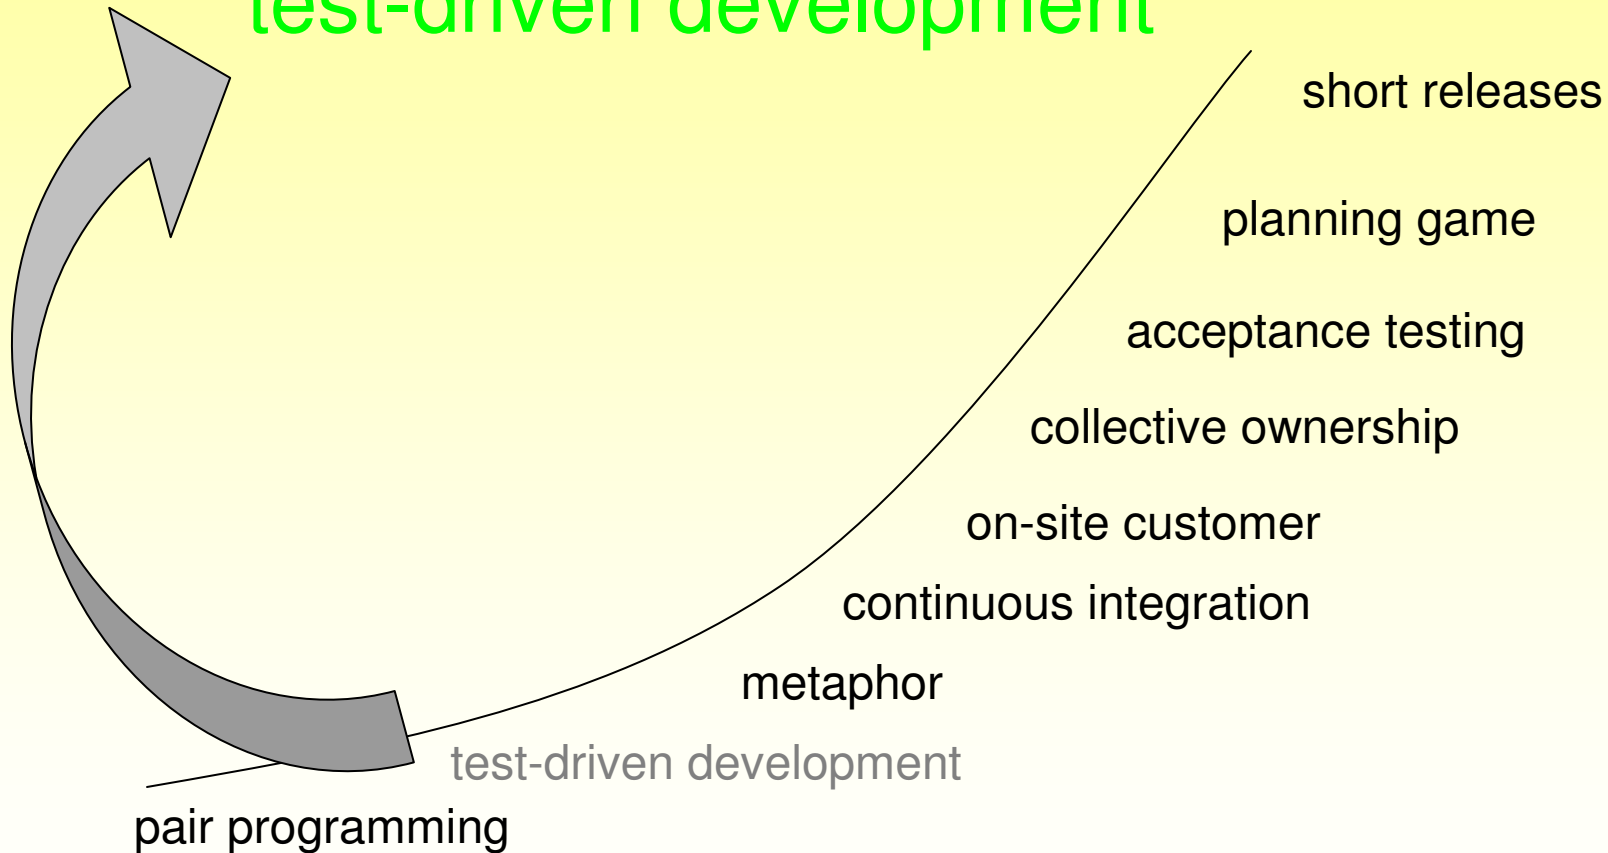 test-driven development
short releases
planning game
acceptance testing
collective ownership
on-site customer
continuous integration
metaphor
test-driven development
pair programming